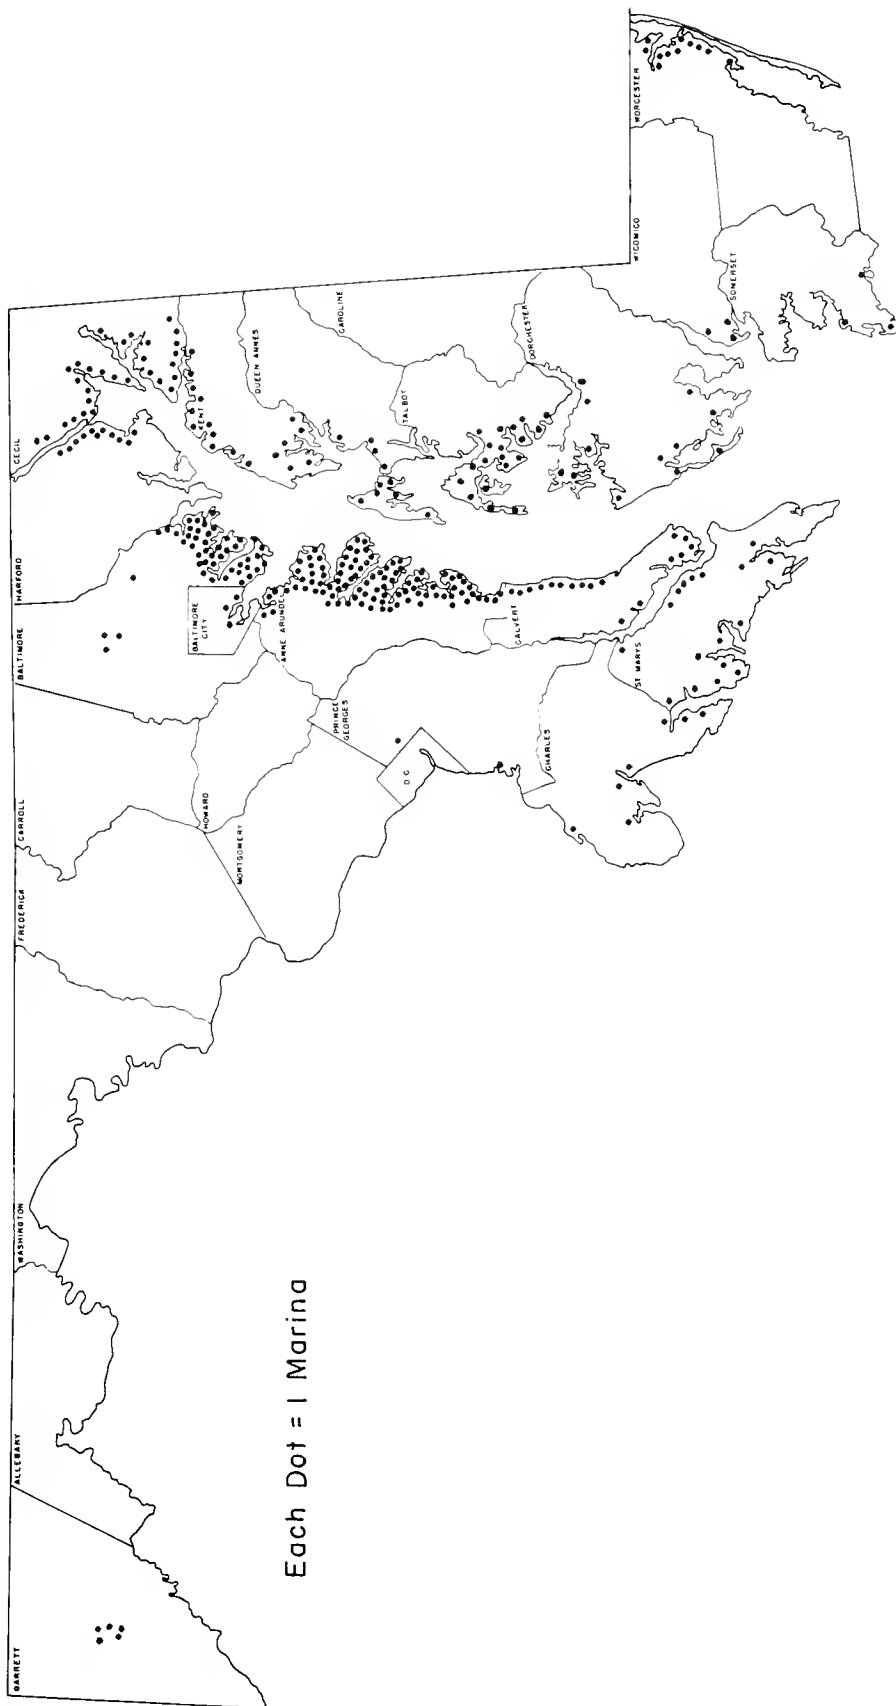 GARRETT
ALLEGANY
WASHINGTON
FREDERICK
CARROLL
BALTIMORE
HARFORD
CECIL
HOWARD
MONTGOMERY
BALTIMORE
CITY
ANNE ARUNDEL
KENT
QUEEN ANNES
CAROLINE
PRINCE
GEORGES
D C
TALBOT
CALVERT
CHARLES
ST MARYS
DORCHESTER
WICOMICO
WORCESTER
SOMERSET
Each Dot = 1 Marina